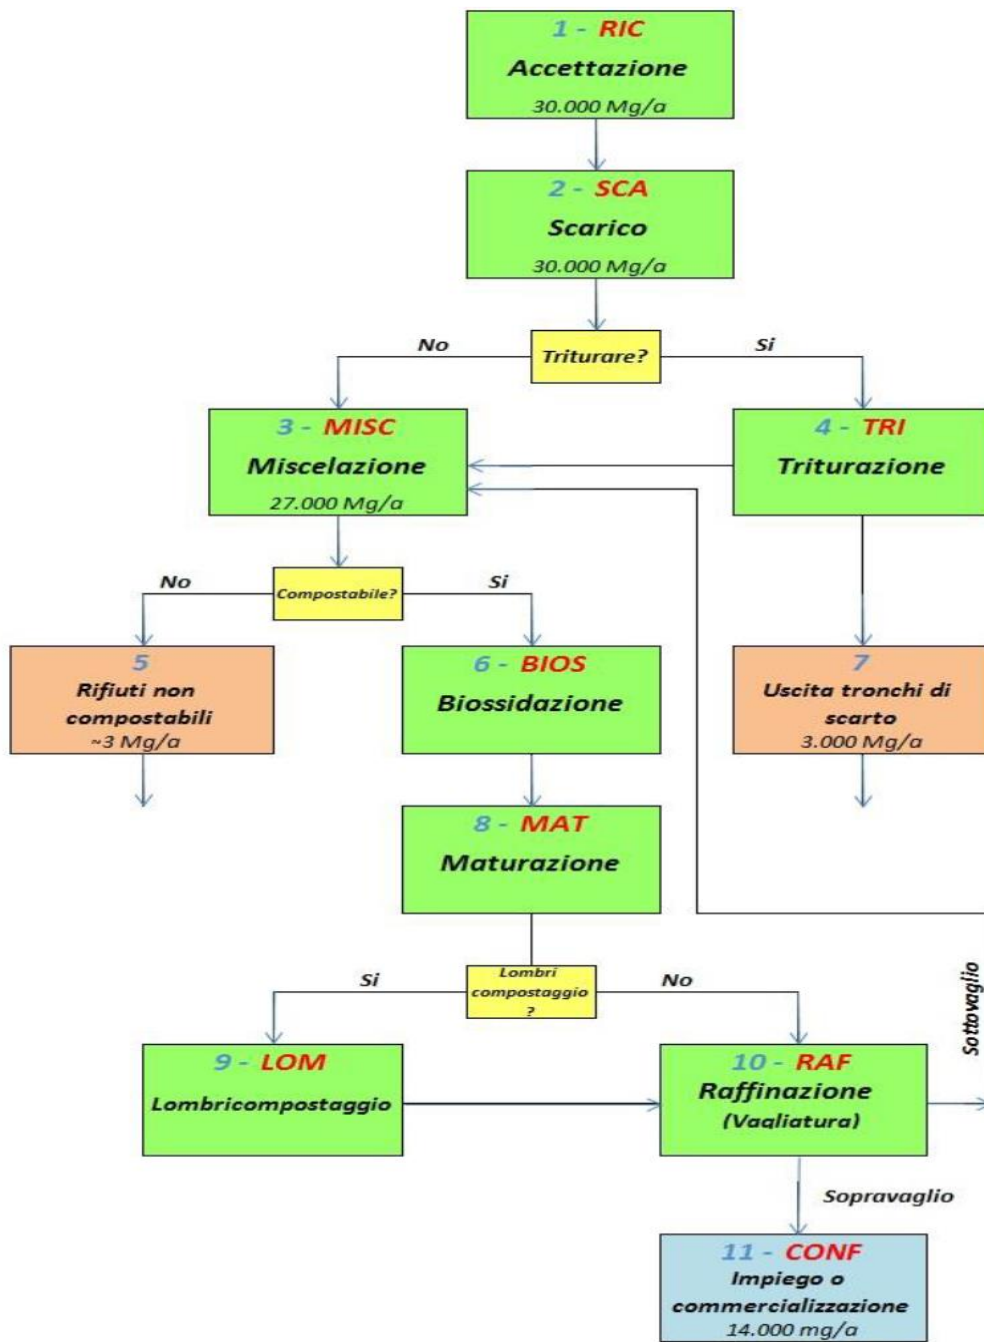 1 - RIC
Accettazione
30.000 Mg/a
2 - SCA
Scarico
30.000 Mg/a
No
Triturare?
Si
3 - MISC
Miscelazione
27.000 Mg/a
4 - TRI
Triturazione
No
Compostabile?
Si
5
Rifiuti non
compostabili
~3 Mg/a
6 - BIOS
Biossidazione
7
Uscita tronchi di
scarto
3.000 Mg/a
8 - MAT
Maturazione
Si
Lombri
compostaggio
?
No
Sottovaglio
9 - LOM
Lombricompostaggio
10 - RAF
Raffinazione
(Vagliatura)
Sopravaglio
11 - CONF
Impiego o
commercializzazione
14.000 mg/a